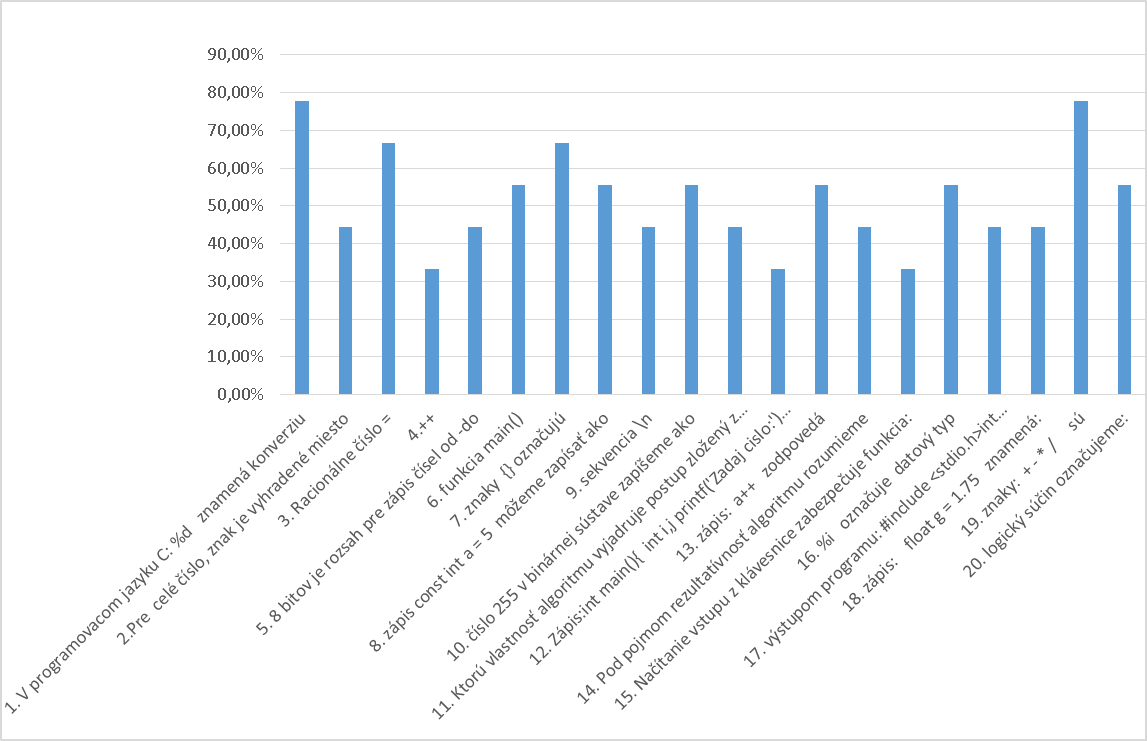 90,00%
80,00%
70,00%
60,00%
50,00%
40,00%
30,00%
20,00%
10,00%
0,00%
1. V programovacom jazyku C: %d znamená konverziu
2.Pre celé číslo, znak je vyhradené miesto
3. Racionálne číslo =
4.++
5. 8 bitov je rozsah pre zápis čísel od -do
6. funkcia main()
7. znaky {} označujú
8. zápis const int a = 5 môžeme zapísať ako
9. sekvencia \n
10. číslo 255 v binárnej sústave zapíšeme ako
11. Ktorú vlastnosť algoritmu vyjadruje postup zložený z...
12. Zápis:int main(){ int i,j printf('Zadaj cislo:')...
13. zápis: a++ zodpovedá
14. Pod pojmom rezultatívnosť algoritmu rozumieme
15. Načítanie vstupu z klávesnice zabezpečuje funkcia:
16. %i označuje datový typ
17. výstupom programu: #include <stdio.h>int...
18. zápis: float g = 1.75 znamená:
19. znaky: + - * / sú
20. logický súčin označujeme: